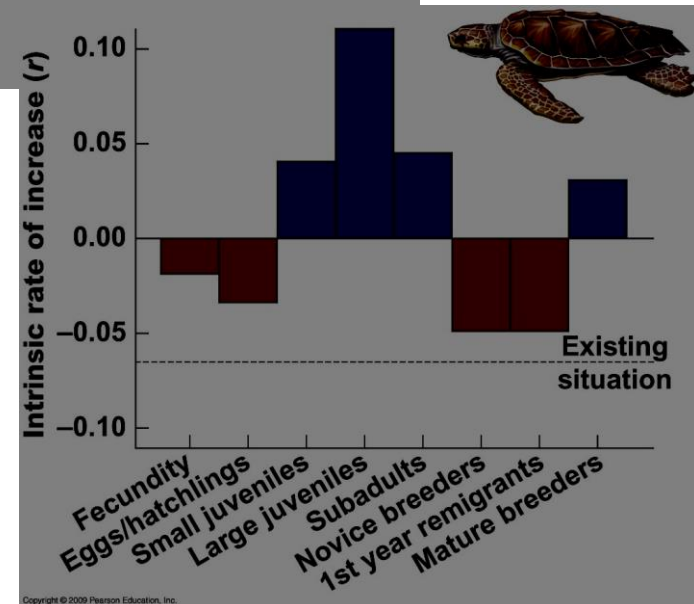 Intrinsic rate of increase (r)
0.10
0.05
0.00
–0.05
–0.10
Existing
situation
Fecundity
Eggs/hatchlings
Small juveniles
Large juveniles
Subadults
Novice breeders
1st year remigrants
Mature breeders
Copyright © 2009 Pearson Education, Inc.